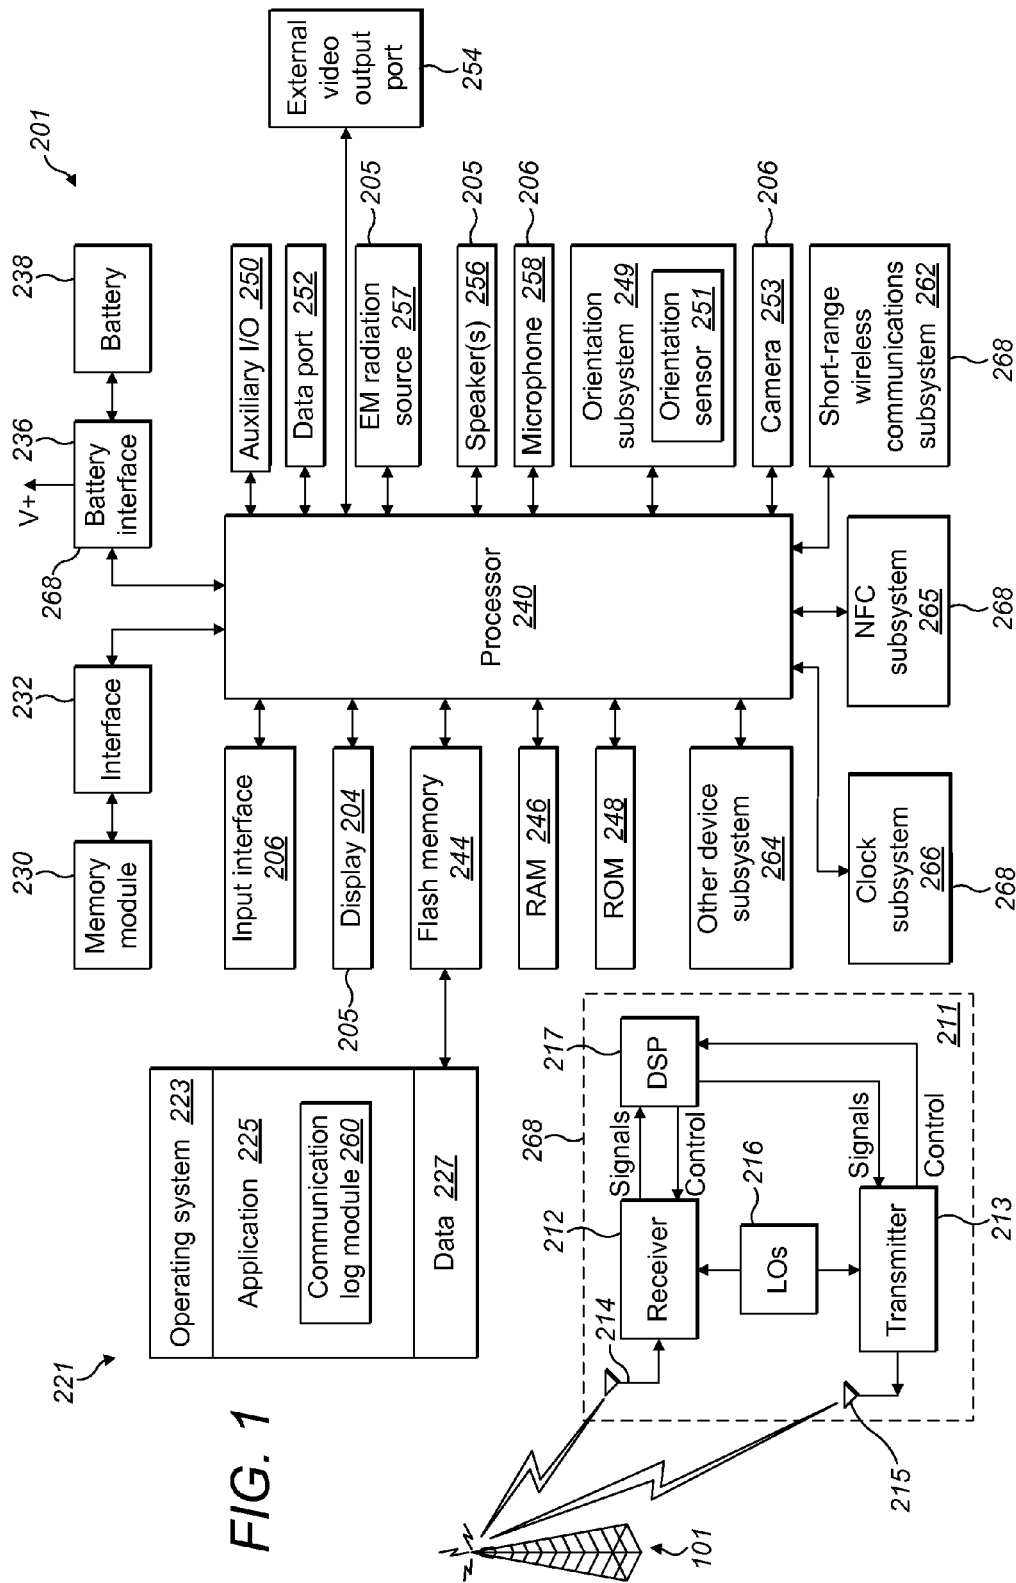 201
238
Battery
236
V+
Battery
interface
268
232
Interface
230
Memory
module
External
video
output
port
254
Auxiliary I/O 250
Data port 252
EM radiation
source 257
205
Speaker(s) 256
205
Microphone 258
206
Orientation
subsystem 249
Orientation
sensor 251
Camera 253
206
Short-range
wireless
communications
subsystem 262
268
Processor
240
NFC
subsystem
265
268
Input interface
206
Display 204
205
Flash memory
244
RAM 246
ROM 248
Other device
subsystem
264
Clock
subsystem
266
268
221
Operating system 223
Application 225
Communication
log module 260
Data 227
268
211
217
DSP
Signals
Control
Signals
Control
212
Receiver
216
LOs
Transmitter
213
214
215
101
FIG. 1